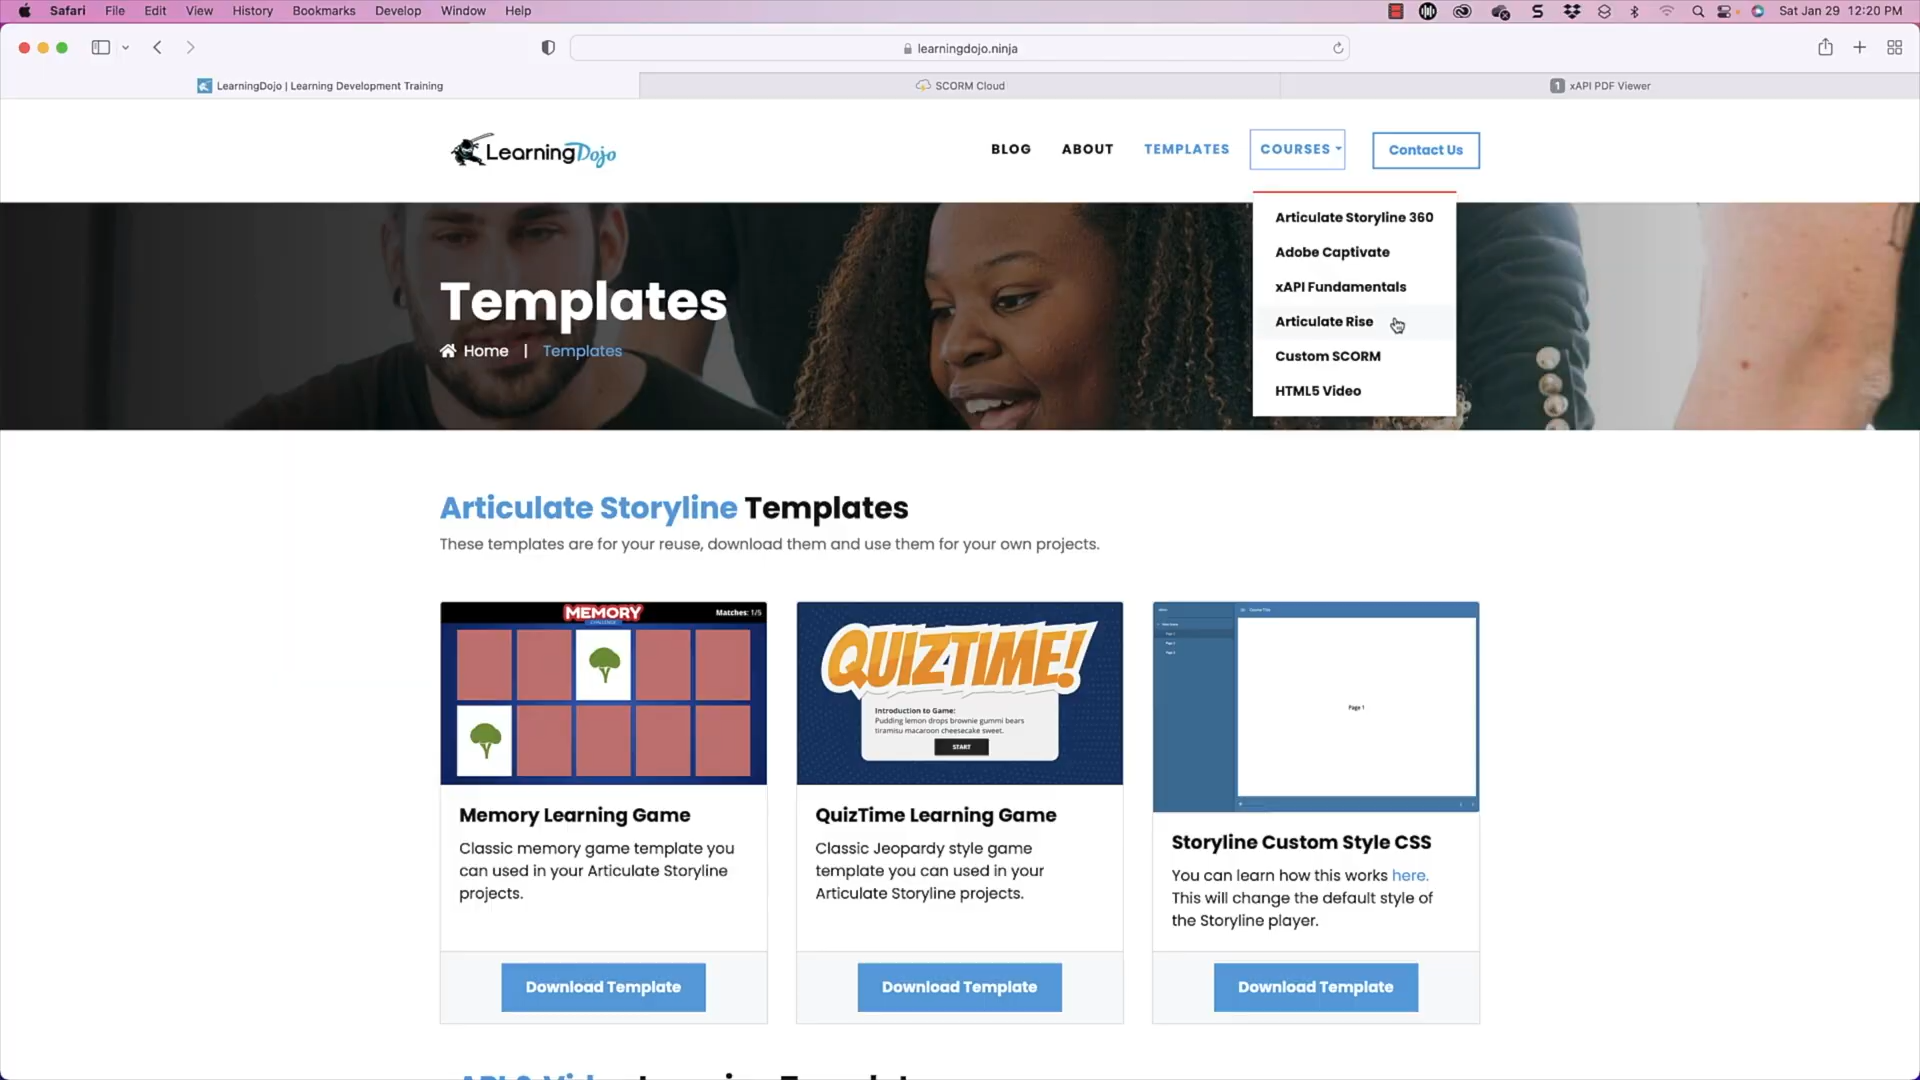 Safari File Edit View History Bookmarks Develop Window Help Sat Jan 29 12:20 PM
learningdojo.ninja
LearningDojo | Learning Development Training SCORM Cloud 1 xAPI PDF Viewer
LearningDojo BLOG ABOUT TEMPLATES COURSES Contact Us
Articulate Storyline 360
Adobe Captivate
xAPI Fundamentals
Articulate Rise
Custom SCORM
HTML5 Video
Templates
Home | Templates
Articulate Storyline Templates
These templates are for your reuse, download them and use them for your own projects.
MEMORY
CHALLENGE
Matches: 1/5
Memory Learning Game
Classic memory game template you
can used in your Articulate Storyline
projects.
Download Template
QUIZTIME!
Introduction to Game:
Pudding lemon drops brownie gummi bears
tiramisu macaroon cheesecake sweet.
START
QuizTime Learning Game
Classic Jeopardy style game
template you can used in your
Articulate Storyline projects.
Download Template
Page 1
Storyline Custom Style CSS
You can learn how this works here.
This will change the default style of
the Storyline player.
Download Template